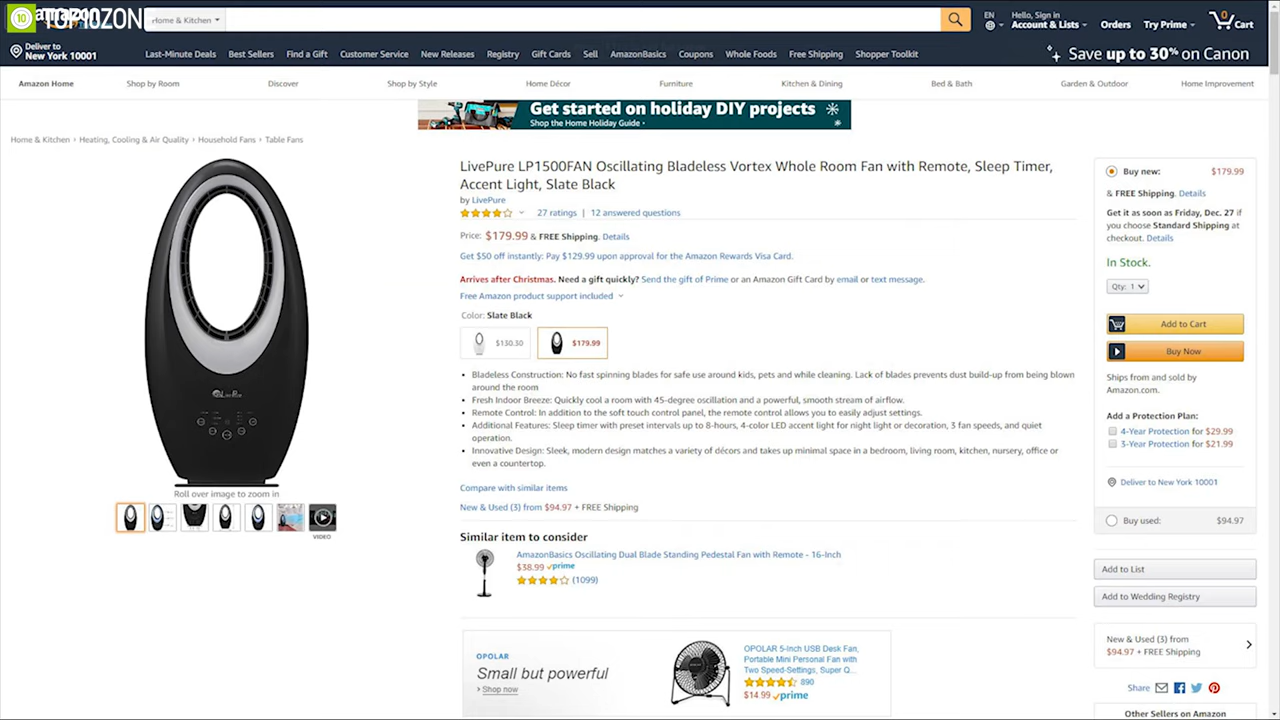 10 TOP10ZONE
Home & Kitchen
EN
Hello, Sign in
Account & Lists
Orders
Try Prime
0
Cart
Deliver to
New York 10001
Last-Minute Deals Best Sellers Find a Gift Customer Service New Releases Registry Gift Cards Sell AmazonBasics Coupons Whole Foods Free Shipping Shopper Toolkit
Save up to 30% on Canon
Amazon Home Shop by Room Discover Shop by Style Home Décor Furniture Kitchen & Dining Bed & Bath Garden & Outdoor Home Improvement
Get started on holiday DIY projects
Shop the Home Holiday Guide
Home & Kitchen › Heating, Cooling & Air Quality › Household Fans › Table Fans
LivePure
Roll over image to zoom in
VIDEO
LivePure LP1500FAN Oscillating Bladeless Vortex Whole Room Fan with Remote, Sleep Timer,
Accent Light, Slate Black
by LivePure
27 ratings | 12 answered questions
Price: $179.99 & FREE Shipping. Details
Get $50 off instantly: Pay $129.99 upon approval for the Amazon Rewards Visa Card.
Arrives after Christmas. Need a gift quickly? Send the gift of Prime or an Amazon Gift Card by email or text message.
Free Amazon product support included
Color: Slate Black
$130.30 $179.99
• Bladeless Construction: No fast spinning blades for safe use around kids, pets and while cleaning. Lack of blades prevents dust build-up from being blown
around the room
• Fresh Indoor Breeze: Quickly cool a room with 45-degree oscillation and a powerful, smooth stream of airflow.
• Remote Control: In addition to the soft touch control panel, the remote control allows you to easily adjust settings.
• Additional Features: Sleep timer with preset intervals up to 8-hours, 4-color LED accent light for night light or decoration, 3 fan speeds, and quiet
operation.
• Innovative Design: Sleek, modern design matches a variety of décors and takes up minimal space in a bedroom, living room, kitchen, nursery, office or
even a countertop.
Compare with similar items
New & Used (3) from $94.97 + FREE Shipping
Similar item to consider
AmazonBasics Oscillating Dual Blade Standing Pedestal Fan with Remote - 16-Inch
$38.99 prime
(1099)
OPOLAR
Small but powerful
› Shop now
OPOLAR 5-Inch USB Desk Fan,
Portable Mini Personal Fan with
Two Speed-Settings, Super Q...
890
$14.99 prime
Buy new: $179.99
& FREE Shipping. Details
Get it as soon as Friday, Dec. 27 if
you choose Standard Shipping at
checkout. Details
In Stock.
Qty: 1
Add to Cart
Buy Now
Ships from and sold by
Amazon.com.
Add a Protection Plan:
4-Year Protection for $29.99
3-Year Protection for $21.99
Deliver to New York 10001
Buy used: $94.97
Add to List
Add to Wedding Registry
New & Used (3) from
$94.97 + FREE Shipping
Share
Other Sellers on Amazon